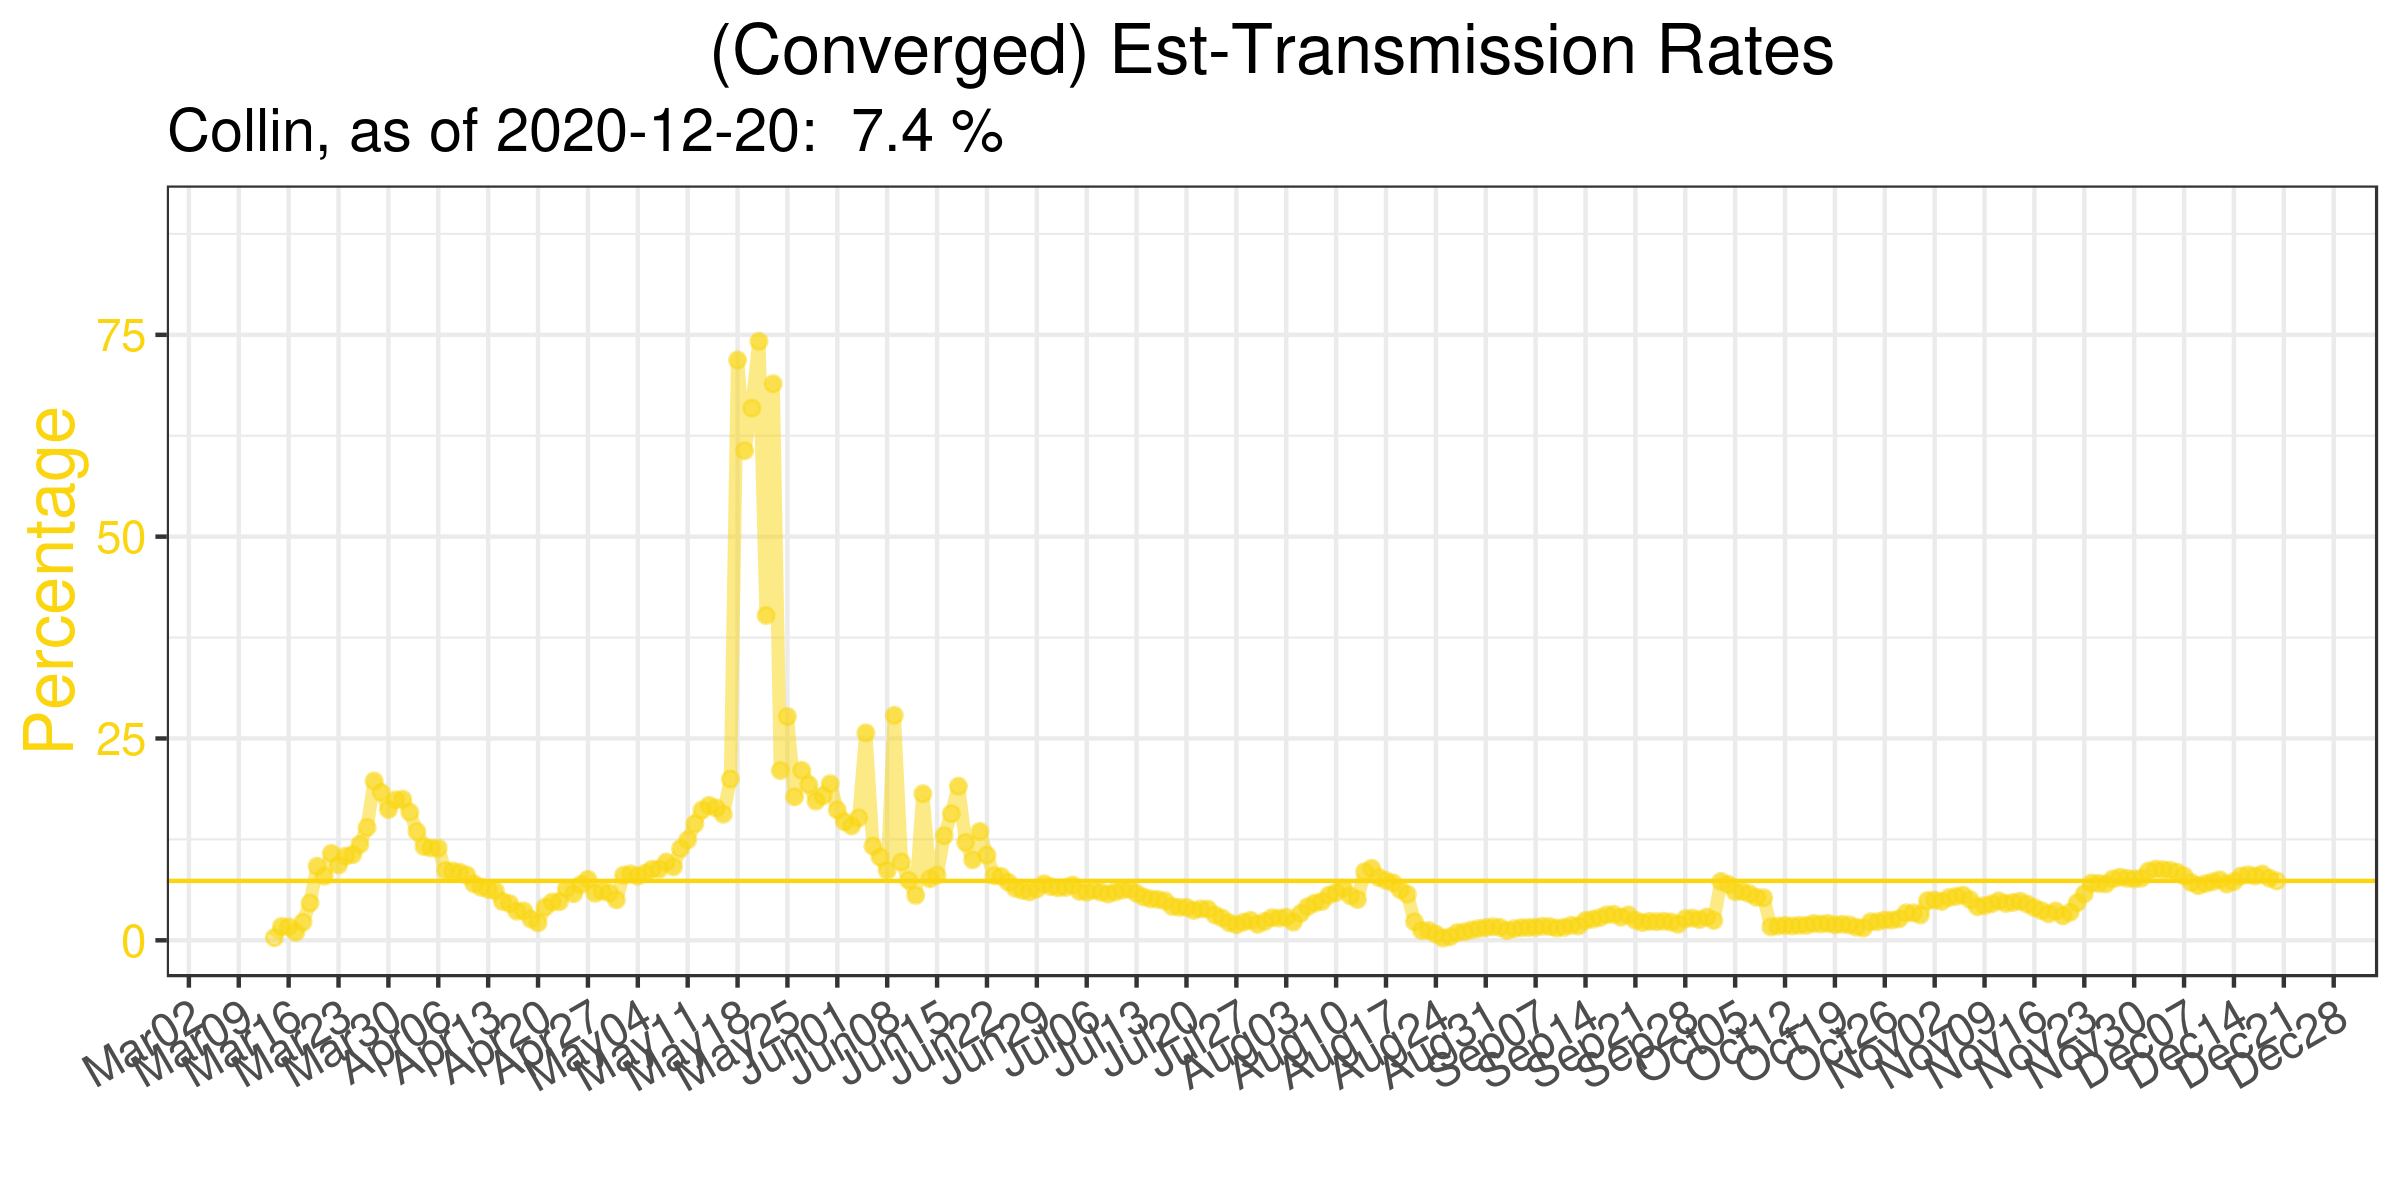 (Converged) Est-Transmission Rates
Collin, as of 2020-12-20:  7.4 %
Percentage
75
50
25
0
Mar02
Mar09
Mar16
Mar23
Mar30
Apr06
Apr13
Apr20
Apr27
May04
May11
May18
May25
Jun01
Jun08
Jun15
Jun22
Jun29
Jul06
Jul13
Jul20
Jul27
Aug03
Aug10
Aug17
Aug24
Aug31
Sep07
Sep14
Sep21
Sep28
Oct05
Oct12
Oct19
Oct26
Nov02
Nov09
Nov16
Nov23
Nov30
Dec07
Dec14
Dec21
Dec28